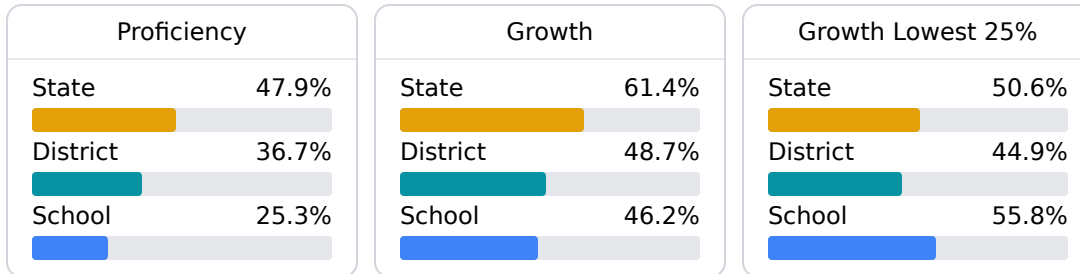 Proficiency
State 47.9%
District 36.7%
School 25.3%
Growth
State 61.4%
District 48.7%
School 46.2%
Growth Lowest 25%
State 50.6%
District 44.9%
School 55.8%